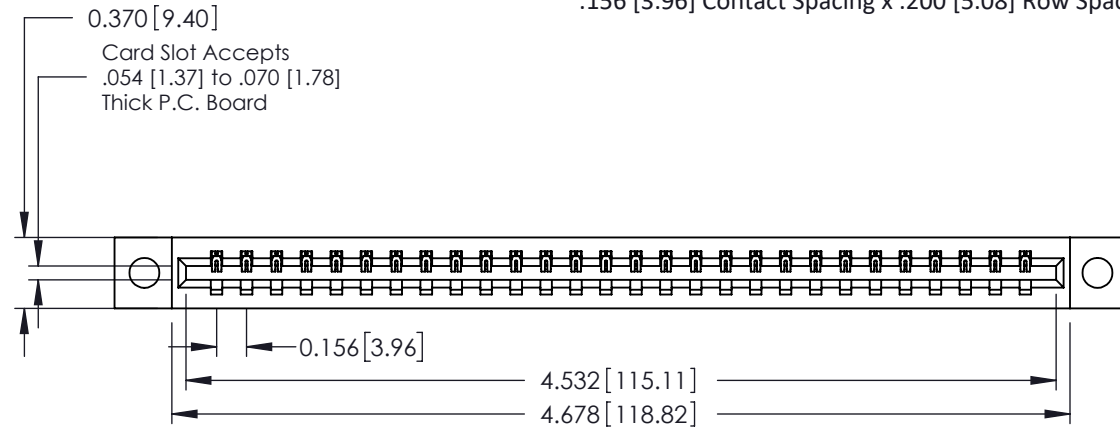 .156 [3.96] Contact Spacing x .200 [5.08] Row
0.370 [9.40]
Card Slot Accepts
.054 [1.37] to .070 [1.78]
Thick P.C. Board
0.156 [3.96]
4.532 [115.11]
4.678 [118.82]